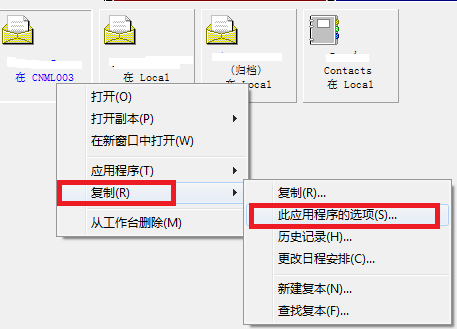 在 CNML003
在 Local
(归档)
在 Local
Contacts
在 Local
打开(O)
打开副本(P)
在新窗口中打开(W)
应用程序(T)
复制(R)
从工作台删除(M)
复制(R)...
此应用程序的选项(S)...
历史记录(H)...
更改日程安排(C)...
新建复本(N)...
查找复本(F)...